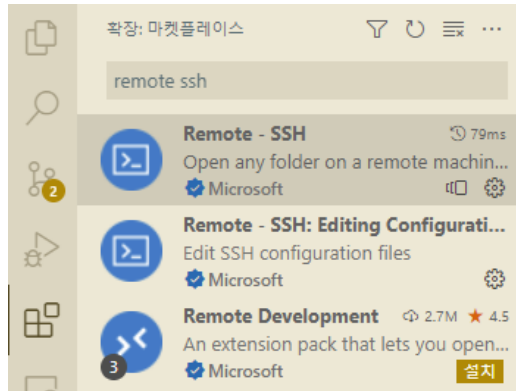 확장: 마켓플레이스
remote ssh
Remote - SSH 79ms
Open any folder on a remote machin...
Microsoft
2
Remote - SSH: Editing Configurati...
Edit SSH configuration files
Microsoft
Remote Development 2.7M ★ 4.5
An extension pack that lets you open...
3
Microsoft 설치